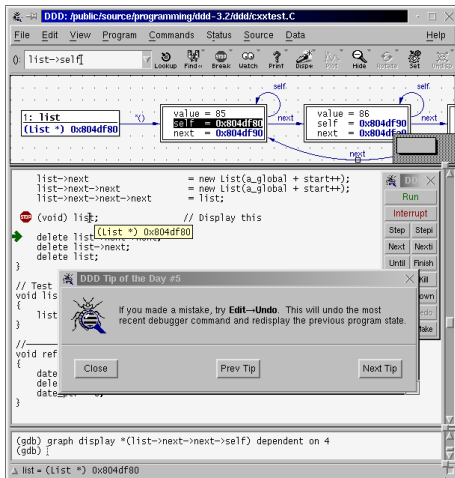 DDD: /public/source/programming/ddd-3.2/ddd/cxxtest.C
File Edit View Program Commands Status Source Data Help
(): list->self
Lookup Find» Break Watch Print Disp* Plot Hide Rotate Set Undisp
self self
1: list
(List *) 0x804df80
*()
value = 85
self = 0x804df80
next = 0x804df90
next
value = 86
self = 0x804df90
next = 0x804df80
next
next
list->next = new List(a_global + start++);
list->next->next = new List(a_global + start++);
list->next->next->next = list;
STOP (void) list; // Display this
(List *) 0x804df80
delete list
delete list->next;
delete list;
}
// Test
void lis
{
list
}
//
void ref
{
date
dele
date
}
DDD
Run
Interrupt
Step Stepi
Next Nexti
Until Finish
Kill
DDD Tip of the Day #5
If you made a mistake, try Edit→Undo. This will undo the most
recent debugger command and redisplay the previous program state.
Close Prev Tip Next Tip
(gdb) graph display *(list->next->next->self) dependent on 4
(gdb)
list = (List *) 0x804df80